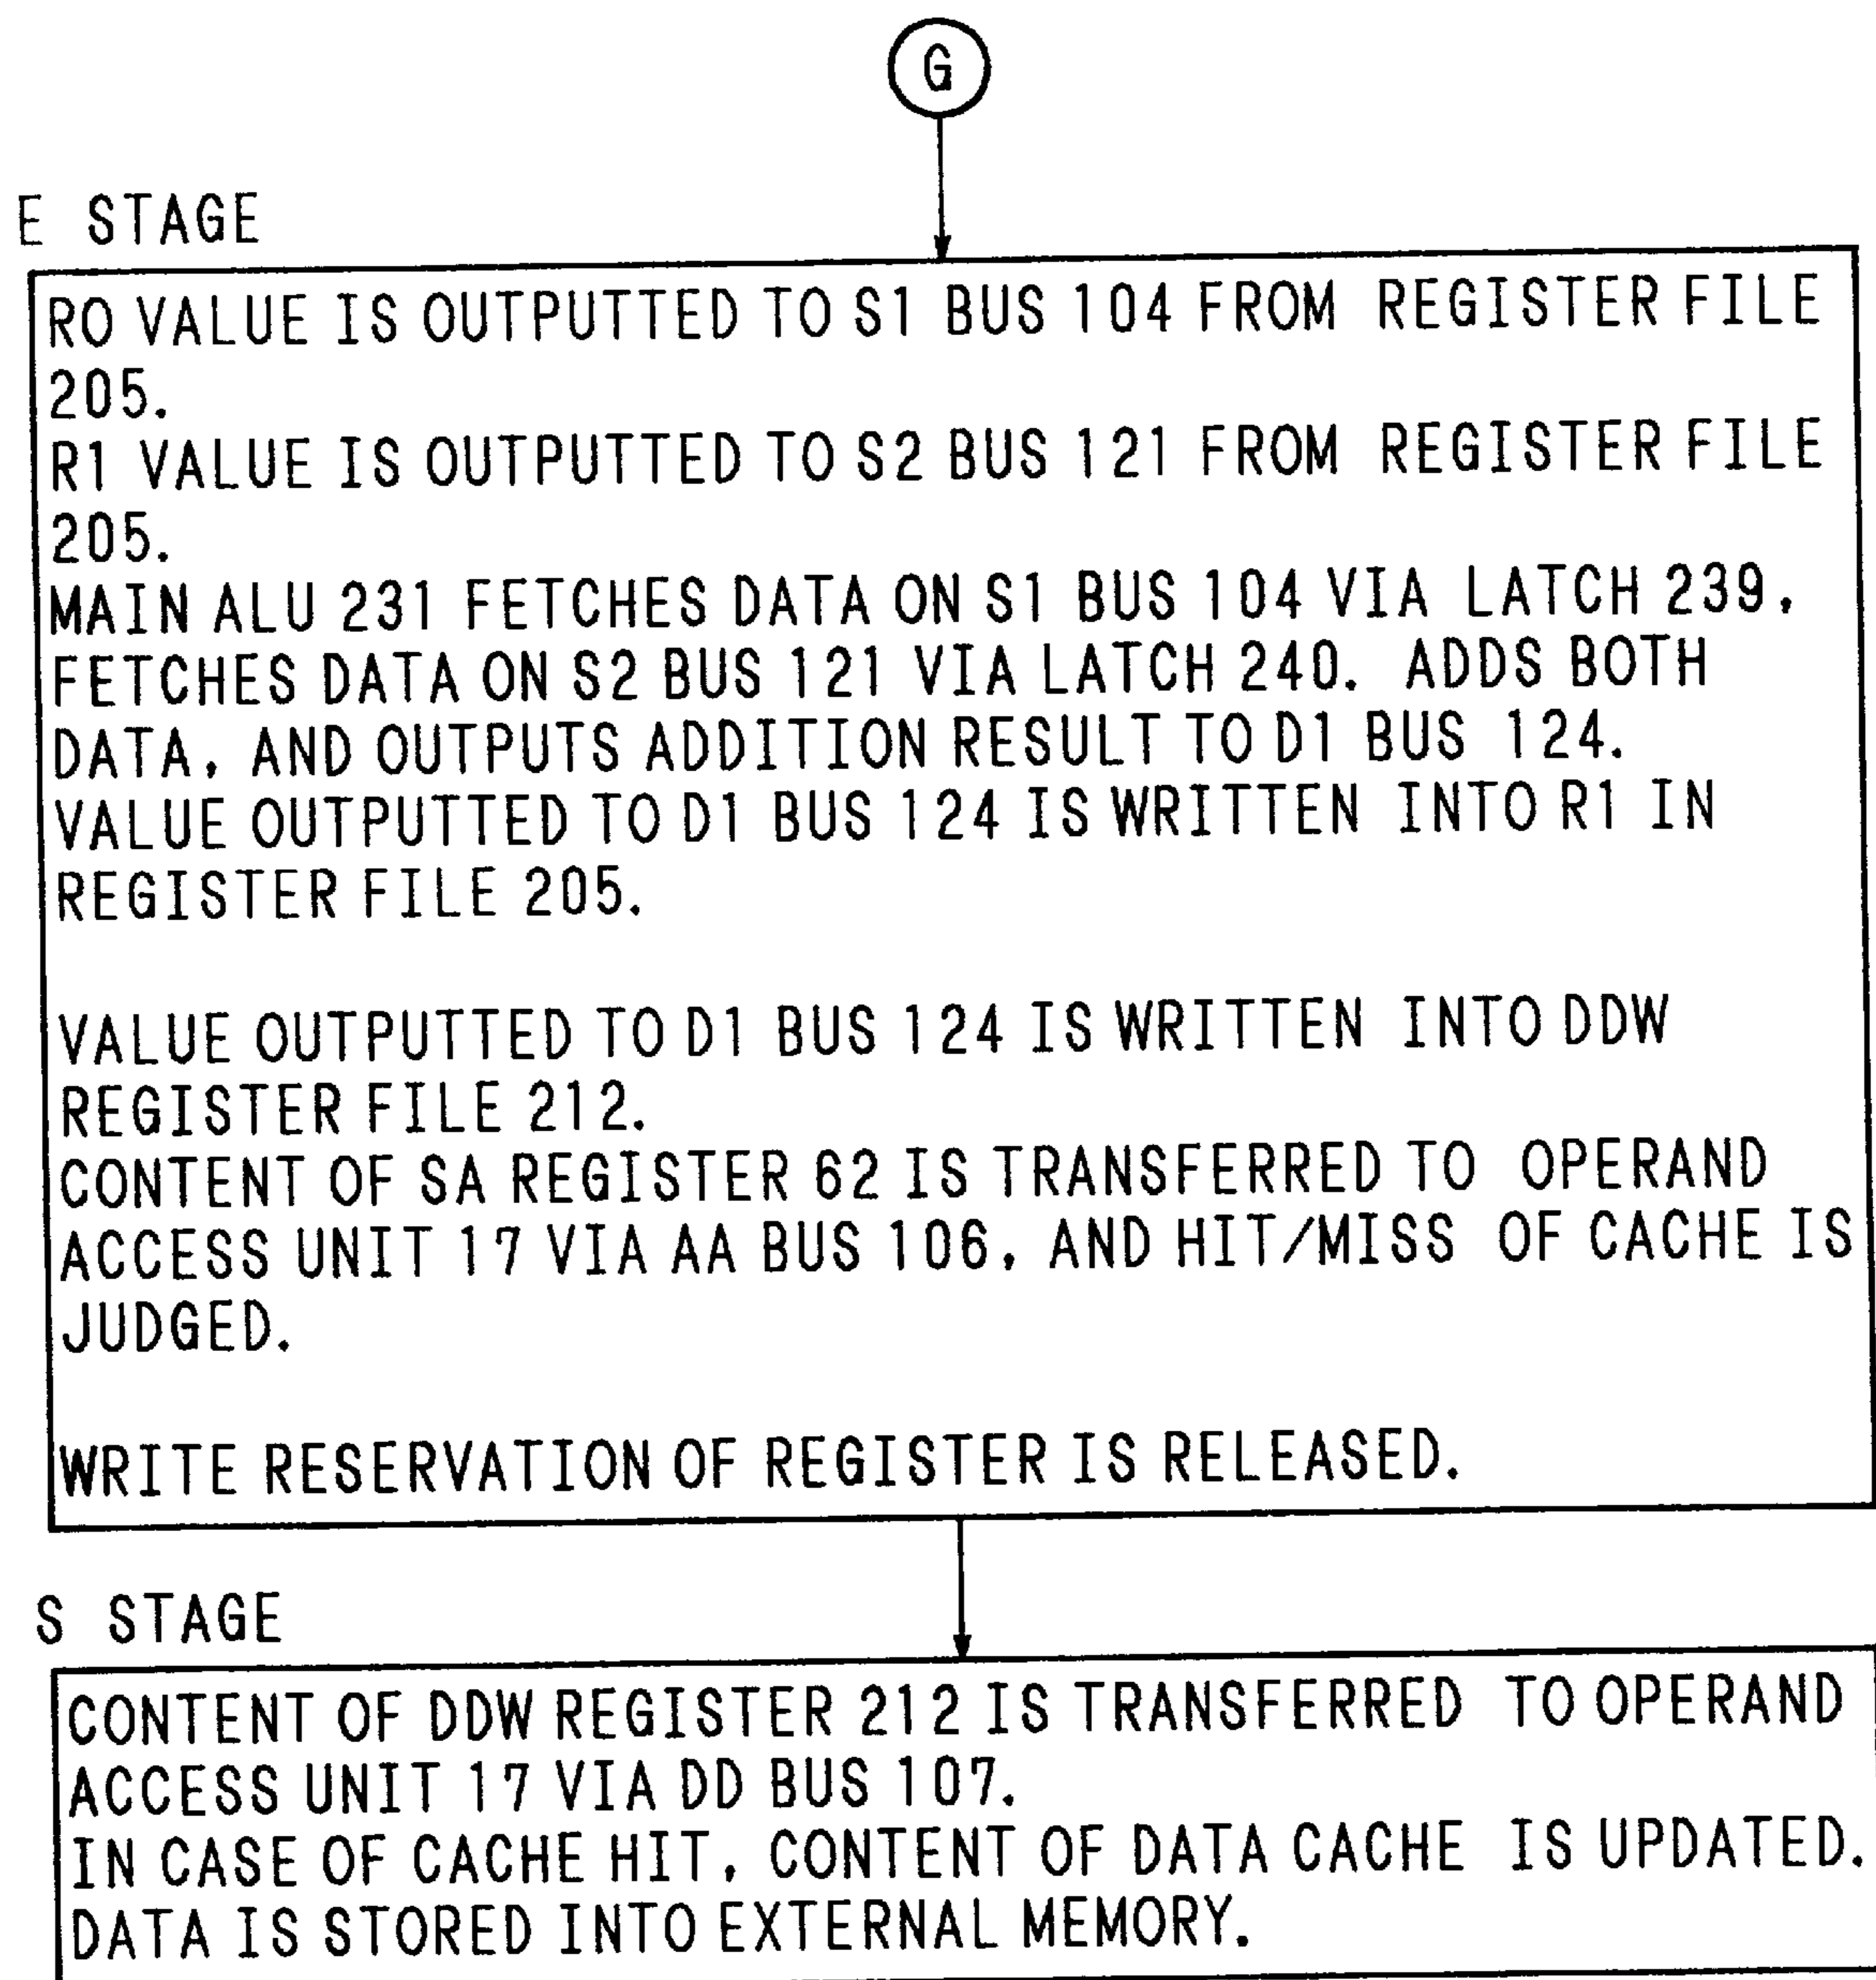 G
E STAGE
RO VALUE IS OUTPUTTED TO S1 BUS 104 FROM REGISTER FILE
205.
R1 VALUE IS OUTPUTTED TO S2 BUS 121 FROM REGISTER FILE
205.
MAIN ALU 231 FETCHES DATA ON S1 BUS 104 VIA LATCH 239,
FETCHES DATA ON S2 BUS 121 VIA LATCH 240. ADDS BOTH
DATA, AND OUTPUTS ADDITION RESULT TO D1 BUS 124.
VALUE OUTPUTTED TO D1 BUS 124 IS WRITTEN INTO R1 IN
REGISTER FILE 205.
VALUE OUTPUTTED TO D1 BUS 124 IS WRITTEN INTO DDW
REGISTER FILE 212.
CONTENT OF SA REGISTER 62 IS TRANSFERRED TO OPERAND
ACCESS UNIT 17 VIA AA BUS 106, AND HIT/MISS OF CACHE IS
JUDGED.
WRITE RESERVATION OF REGISTER IS RELEASED.
S STAGE
CONTENT OF DDW REGISTER 212 IS TRANSFERRED TO OPERAND
ACCESS UNIT 17 VIA DD BUS 107.
IN CASE OF CACHE HIT, CONTENT OF DATA CACHE IS UPDATED.
DATA IS STORED INTO EXTERNAL MEMORY.